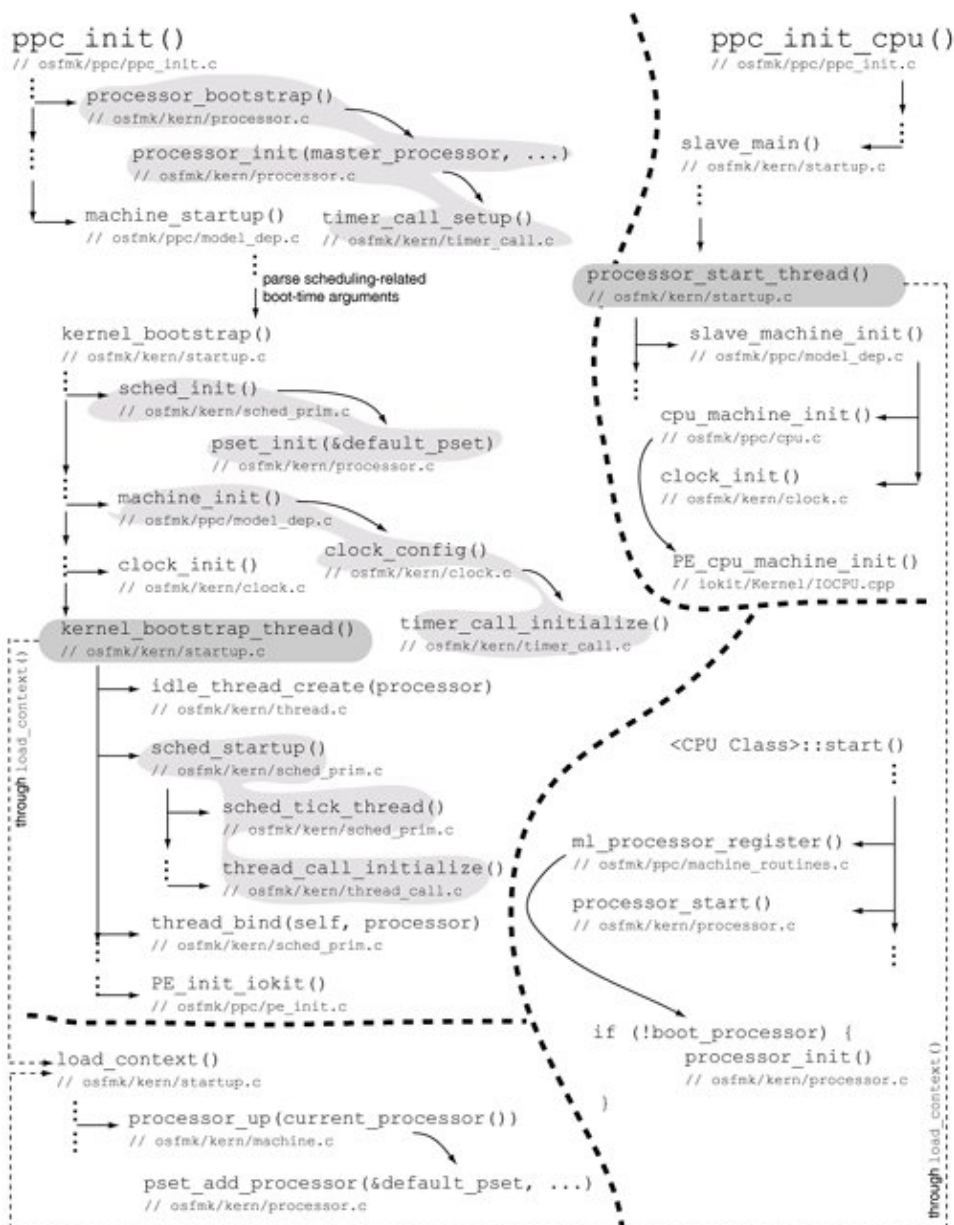 ppc_init()
// osfmk/ppc/ppc_init.c
processor_bootstrap()
// osfmk/kern/processor.c
processor_init(master_processor, ...)
// osfmk/kern/processor.c
machine_startup()
// osfmk/ppc/model_dep.c
timer_call_setup()
// osfmk/kern/timer_call.c
parse scheduling-related
boot-time arguments
kernel_bootstrap()
// osfmk/kern/startup.c
sched_init()
// osfmk/kern/sched_prim.c
pset_init(&default_pset)
// osfmk/kern/processor.c
machine_init()
// osfmk/ppc/model_dep.c
clock_config()
// osfmk/kern/clock.c
clock_init()
// osfmk/kern/clock.c
timer_call_initialize()
// osfmk/kern/timer_call.c
kernel_bootstrap_thread()
// osfmk/kern/startup.c
idle_thread_create(processor)
// osfmk/kern/thread.c
sched_startup()
// osfmk/kern/sched_prim.c
sched_tick_thread()
// osfmk/kern/sched_prim.c
thread_call_initialize()
// osfmk/kern/thread_call.c
thread_bind(self, processor)
// osfmk/kern/sched_prim.c
PE_init_iokit()
// osfmk/ppc/pe_init.c
through load_context()
load_context()
// osfmk/kern/startup.c
processor_up(current_processor())
// osfmk/kern/machine.c
pset_add_processor(&default_pset, ...)
// osfmk/kern/processor.c
ppc_init_cpu()
// osfmk/ppc/ppc_init.c
slave_main()
// osfmk/kern/startup.c
processor_start_thread()
// osfmk/kern/startup.c
slave_machine_init()
// osfmk/ppc/model_dep.c
cpu_machine_init()
// osfmk/ppc/cpu.c
clock_init()
// osfmk/kern/clock.c
PE_cpu_machine_init()
// iokit/Kernel/IOCPU.cpp
<CPU Class>::start()
ml_processor_register()
// osfmk/ppc/machine_routines.c
processor_start()
// osfmk/kern/processor.c
if (!boot_processor) {
processor_init()
// osfmk/kern/processor.c
}
through load_context()